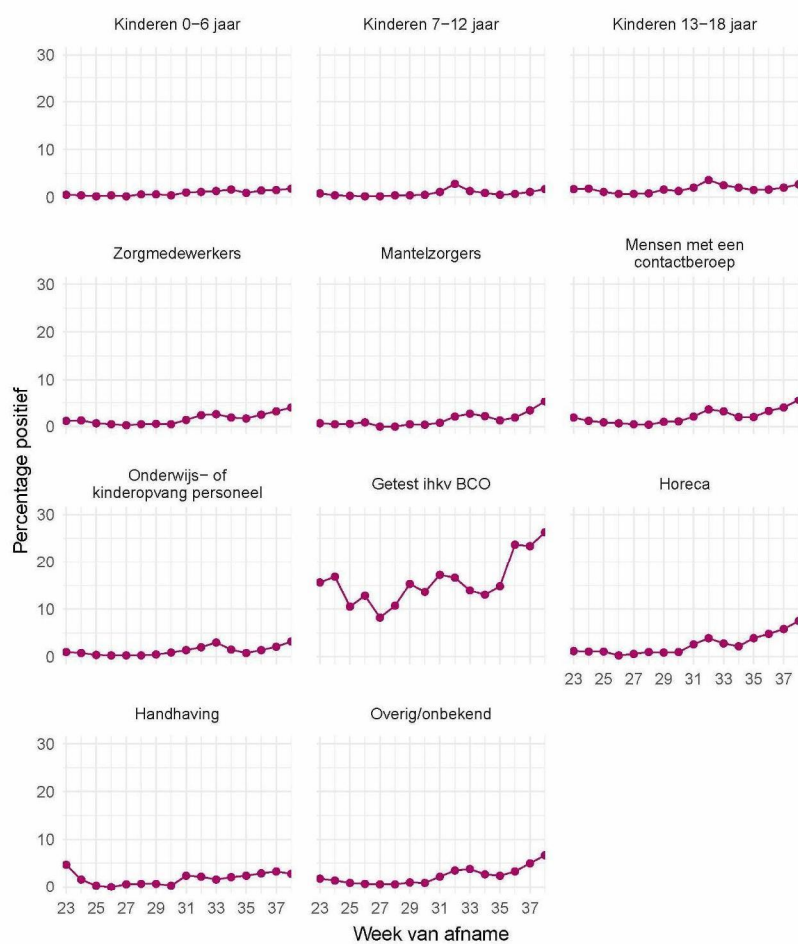 Kinderen 0−6 jaar
Kinderen 7−12 jaar
Kinderen 13−18 jaar
30
20
10
0
Zorgmedewerkers
Mantelzorgers
Mensen met een
contactberoep
30
20
10
0
Percentage positief
Onderwijs− of
kinderopvang personeel
Getest ihkv BCO
Horeca
30
20
10
0
23 25 27 29 31 33 35 37
Handhaving
Overig/onbekend
30
20
10
0
23 25 27 29 31 33 35 37
23 25 27 29 31 33 35 37
Week van afname